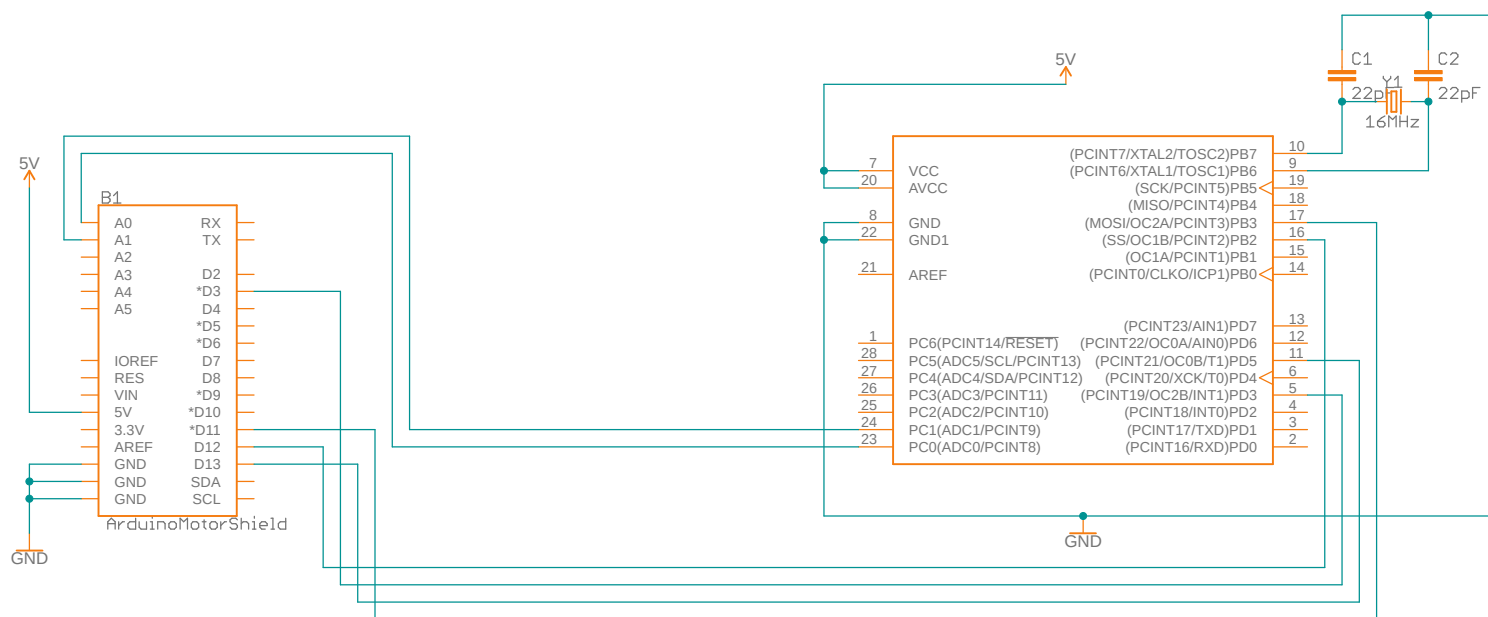 5V
B1
A0
A1
A2
A3
A4
A5
IOREF
RES
VIN
5V
3.3V
AREF
GND
GND
GND
RX
TX
D2
*D3
D4
*D5
*D6
D7
D8
*D9
*D10
*D11
D12
D13
SDA
SCL
ArduinoMotorShield
GND
5V
7 VCC
20 AVCC
8 GND
22 GND1
21 AREF
1 PC6(PCINT14/RESET)
28 PC5(ADC5/SCL/PCINT13)
27 PC4(ADC4/SDA/PCINT12)
26 PC3(ADC3/PCINT11)
25 PC2(ADC2/PCINT10)
24 PC1(ADC1/PCINT9)
23 PC0(ADC0/PCINT8)
(PCINT7/XTAL2/TOSC2)PB7 10
(PCINT6/XTAL1/TOSC1)PB6 9
(SCK/PCINT5)PB5 19
(MISO/PCINT4)PB4 18
(MOSI/OC2A/PCINT3)PB3 17
(SS/OC1B/PCINT2)PB2 16
(OC1A/PCINT1)PB1 15
(PCINT0/CLKO/ICP1)PB0 14
(PCINT23/AIN1)PD7 13
(PCINT22/OC0A/AIN0)PD6 12
(PCINT21/OC0B/T1)PD5 11
(PCINT20/XCK/T0)PD4 6
(PCINT19/OC2B/INT1)PD3 5
(PCINT18/INT0)PD2 4
(PCINT17/TXD)PD1 3
(PCINT16/RXD)PD0 2
GND
C1
22pF
Y1
16MHz
C2
22pF